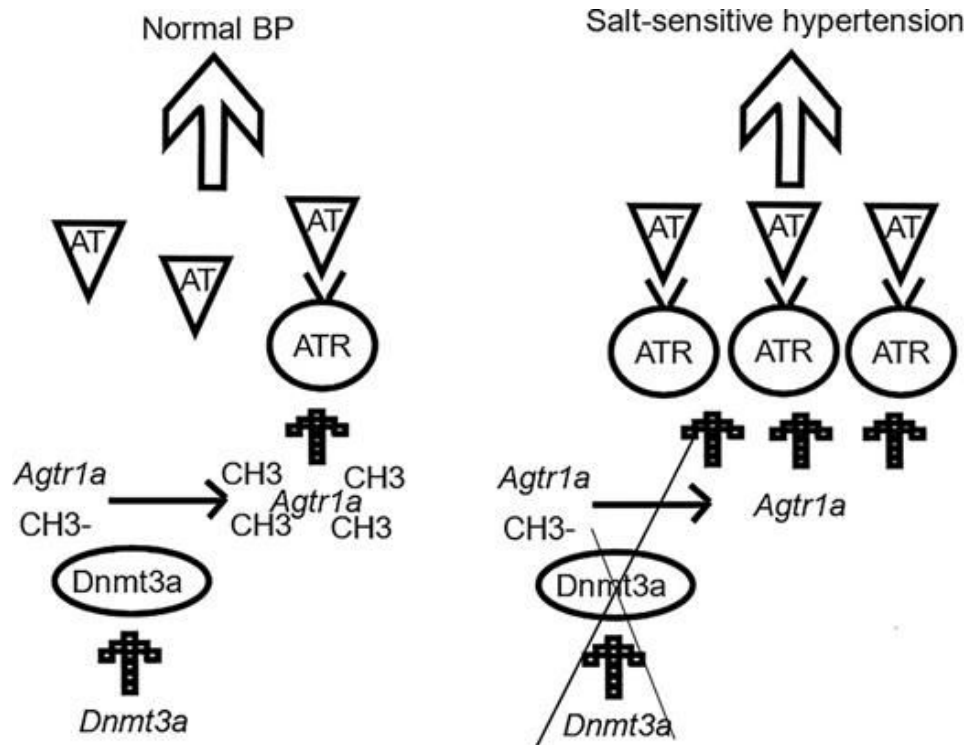 Normal BP
AT
AT
AT
ATR
Agtr1a
CH3-
CH3
CH3
Agtr1a
CH3
CH3
Dnmt3a
Dnmt3a
Salt-sensitive hypertension
AT
AT
AT
ATR
ATR
ATR
Agtr1a
CH3-
Agtr1a
Dnmt3a
Dnmt3a